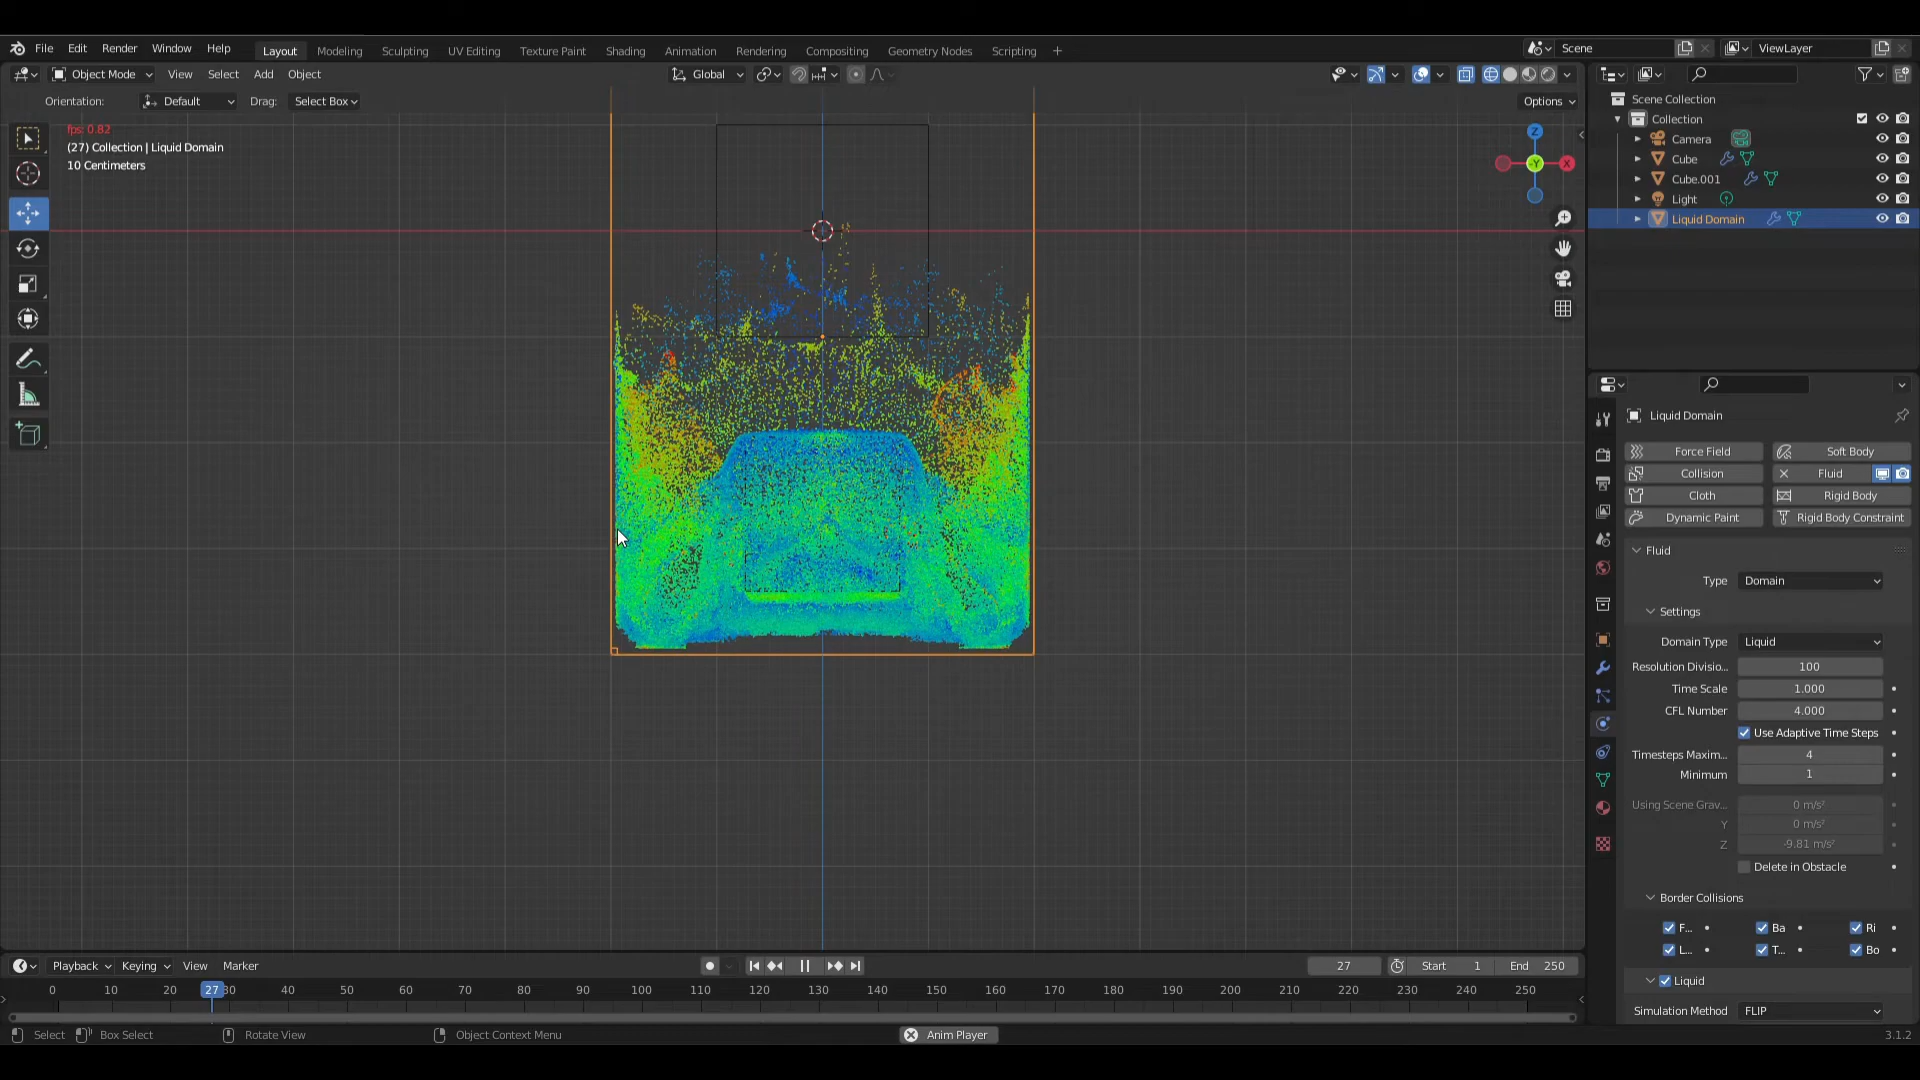 File Edit Render Window Help Layout Modeling Sculpting UV Editing Texture Paint Shading Animation Rendering Compositing Geometry Nodes Scripting + Scene ViewLayer
Object Mode View Select Add Object Global
Orientation: Default Drag: Select Box Options
fps: 0.82
(27) Collection | Liquid Domain
10 Centimeters
Z
-Y X
Scene Collection
Collection
Camera
Cube
Cube.001
Light
Liquid Domain
Liquid Domain
Force Field Soft Body
Collision Fluid
Cloth Rigid Body
Dynamic Paint Rigid Body Constraint
Fluid
Type Domain
Settings
Domain Type Liquid
Resolution Divisio... 100
Time Scale 1.000
CFL Number 4.000
Use Adaptive Time Steps
Timesteps Maxim... 4
Minimum 1
Using Scene Grav... 0 m/s²
Y 0 m/s²
Z -9.81 m/s²
Delete in Obstacle
Border Collisions
F... Ba Ri
L... T... Bo
Liquid
Simulation Method FLIP
Playback Keying View Marker 27 Start 1 End 250
0 10 20 27 30 40 50 60 70 80 90 100 110 120 130 140 150 160 170 180 190 200 210 220 230 240 250
Select Box Select Rotate View Object Context Menu Anim Player 3.1.2